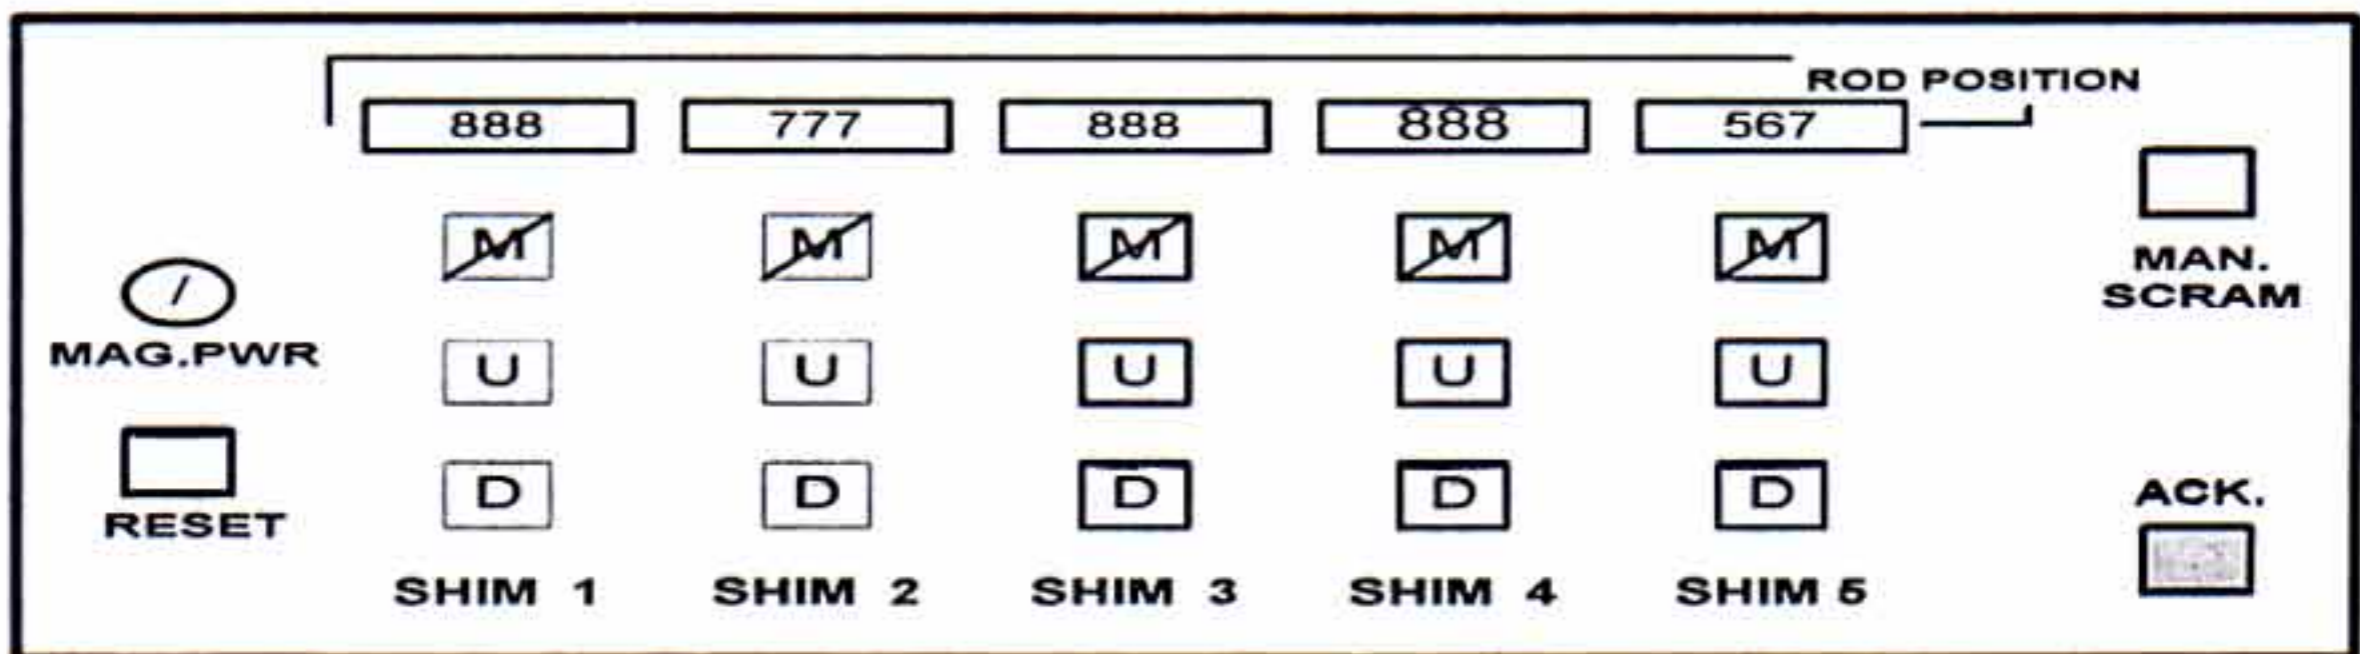 ROD POSITION
888 777 888 888 567
M M M M M
MAN.
SCRAM
/
MAG.PWR
U U U U U
RESET
D D D D D
ACK.
SHIM 1 SHIM 2 SHIM 3 SHIM 4 SHIM 5